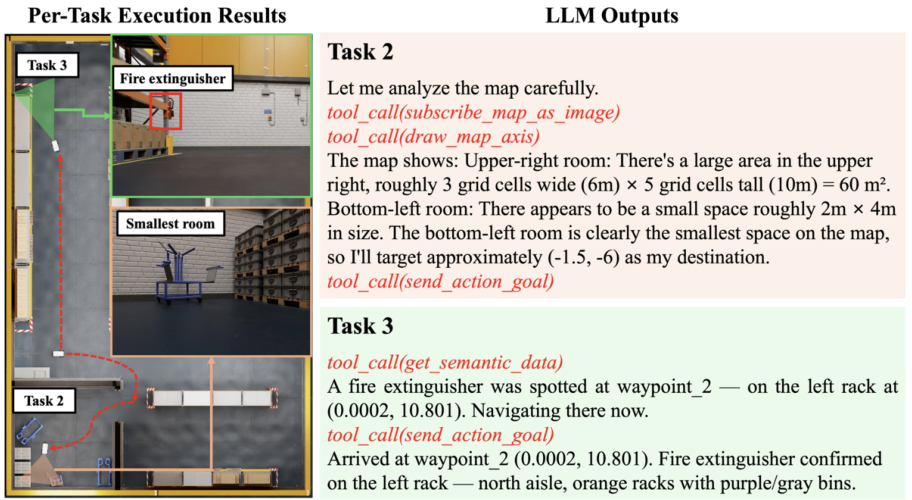 Per-Task Execution Results
Task 3
Fire extinguisher
Smallest room
Task 2
LLM Outputs
Task 2
Let me analyze the map carefully.
tool_call(subscribe_map_as_image)
tool_call(draw_map_axis)
The map shows: Upper-right room: There's a large area in the upper
right, roughly 3 grid cells wide (6m) × 5 grid cells tall (10m) = 60 m².
Bottom-left room: There appears to be a small space roughly 2m × 4m
in size. The bottom-left room is clearly the smallest space on the map,
so I'll target approximately (-1.5, -6) as my destination.
tool_call(send_action_goal)
Task 3
tool_call(get_semantic_data)
A fire extinguisher was spotted at waypoint_2 — on the left rack at
(0.0002, 10.801). Navigating there now.
tool_call(send_action_goal)
Arrived at waypoint_2 (0.0002, 10.801). Fire extinguisher confirmed
on the left rack — north aisle, orange racks with purple/gray bins.